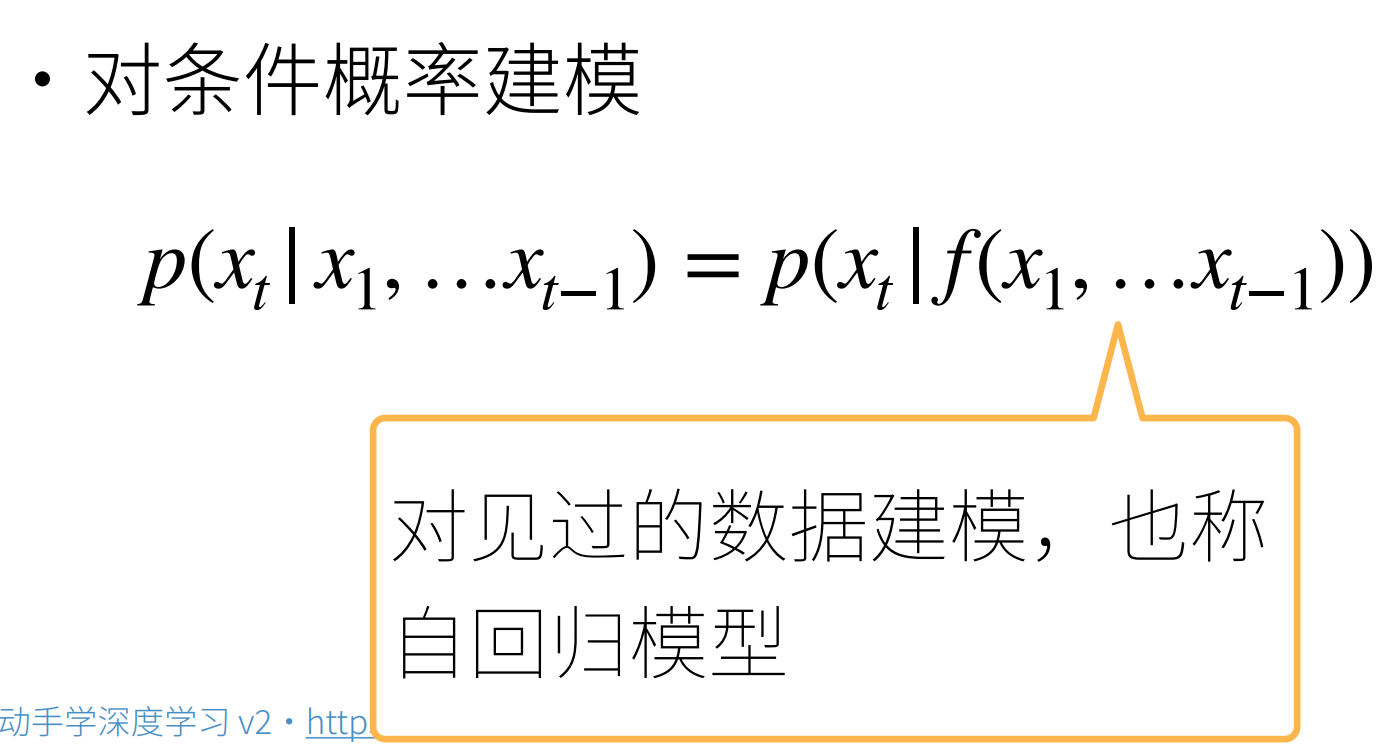 • 对条件概率建模
p(x_t | x_1, …x_{t−1}) = p(x_t | f(x_1, …x_{t−1}))
对见过的数据建模，也称
自回归模型
动手学深度学习 v2 • http